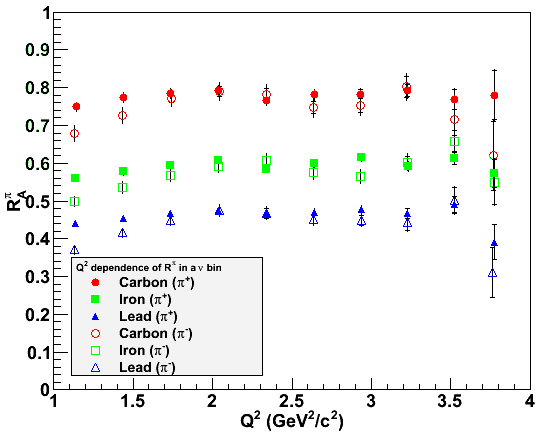 1
0.9
0.8
0.7
0.6
0.5
0.4
0.3
0.2
0.1
0
R_A^π
Q² dependence of R^π in a ν bin
Carbon (π⁺)
Iron (π⁺)
Lead (π⁺)
Carbon (π⁻)
Iron (π⁻)
Lead (π⁻)
1 1.5 2 2.5 3 3.5 4
Q² (GeV²/c²)